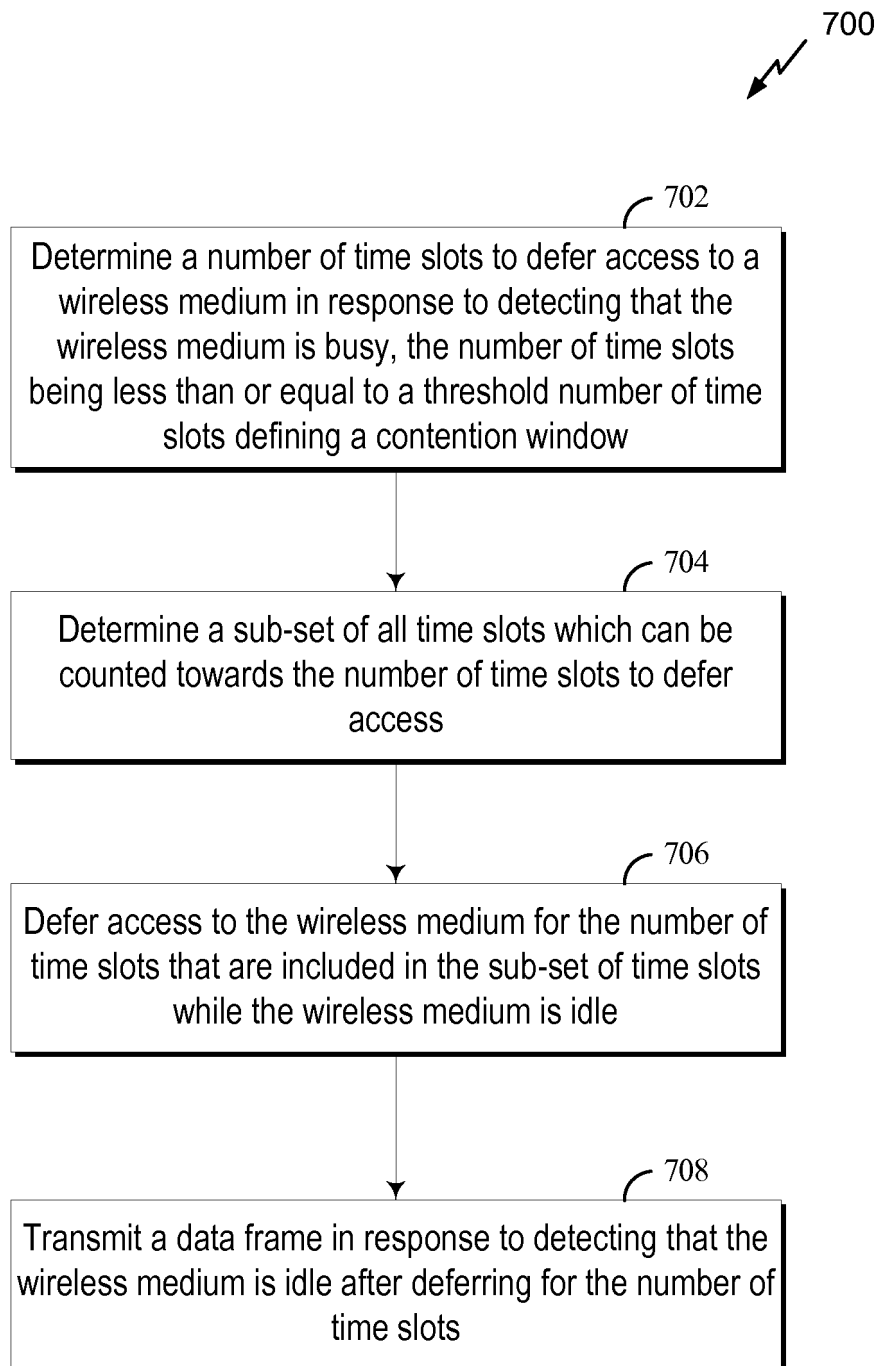 700
702
Determine a number of time slots to defer access to a
wireless medium in response to detecting that the
wireless medium is busy, the number of time slots
being less than or equal to a threshold number of time
slots defining a contention window
704
Determine a sub-set of all time slots which can be
counted towards the number of time slots to defer
access
706
Defer access to the wireless medium for the number of
time slots that are included in the sub-set of time slots
while the wireless medium is idle
708
Transmit a data frame in response to detecting that the
wireless medium is idle after deferring for the number of
time slots